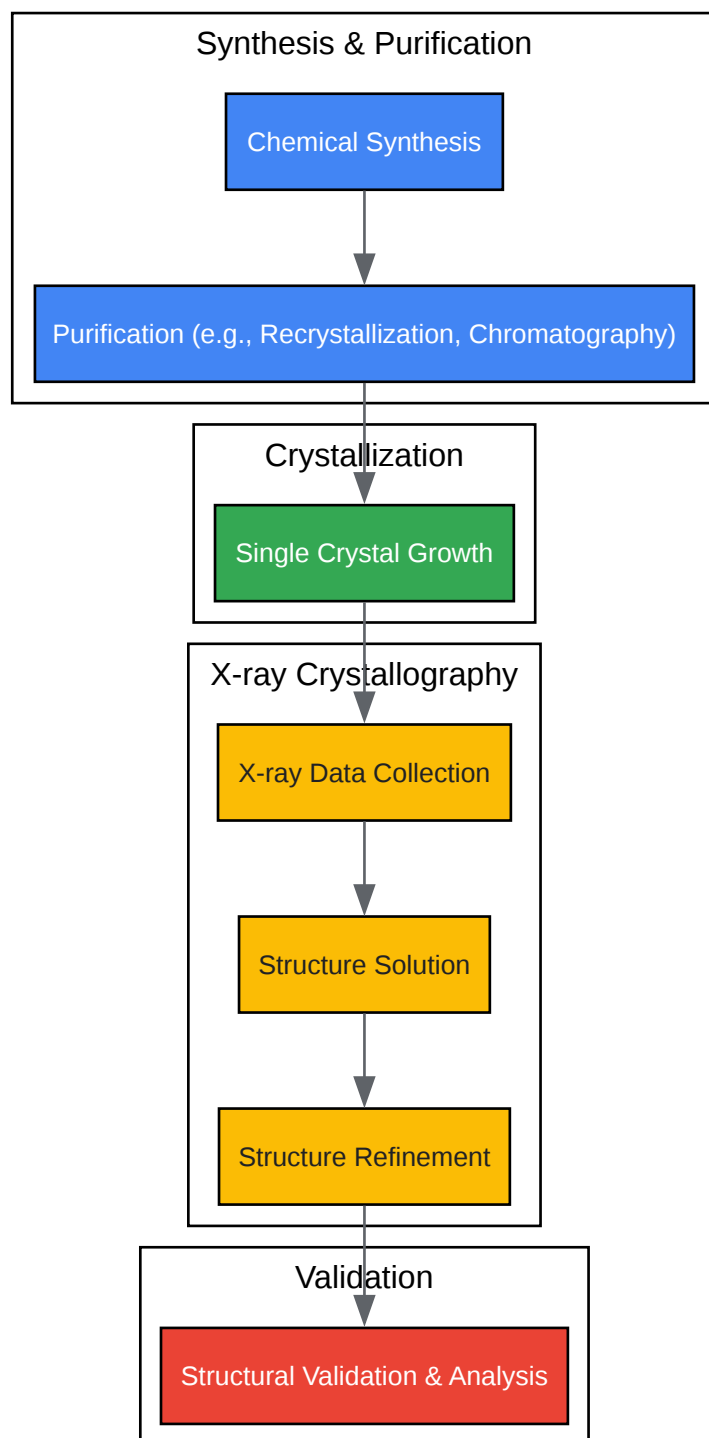 Synthesis & Purification
Chemical Synthesis
Purification (e.g., Recrystallization, Chromatography)
Crystallization
Single Crystal Growth
X-ray Crystallography
X-ray Data Collection
Structure Solution
Structure Refinement
Validation
Structural Validation & Analysis